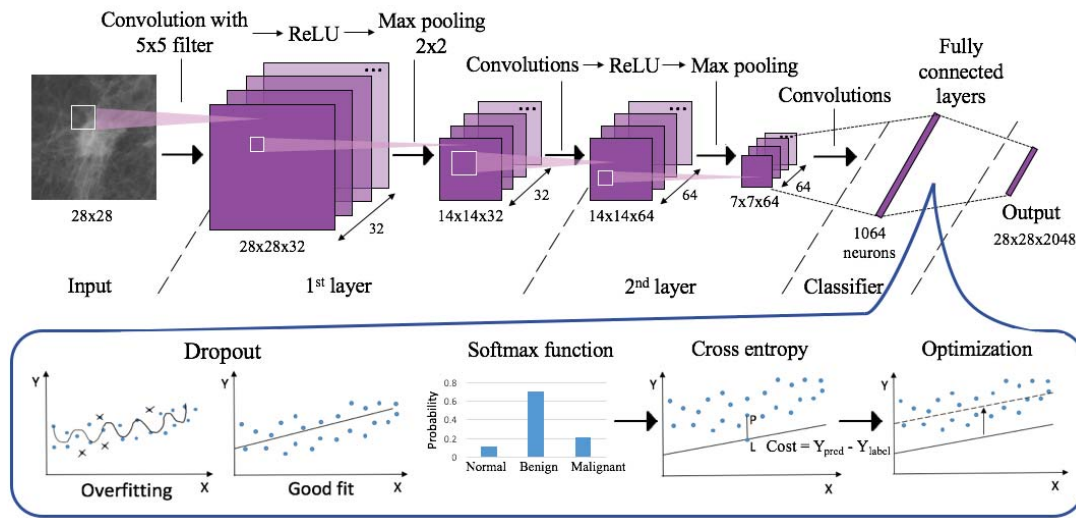 Convolution with
5x5 filter
ReLU
Max pooling
2x2
Convolutions
ReLU
Max pooling
Convolutions
Fully
connected
layers
28x28
28x28x32
32
14x14x32
32
14x14x64
64
7x7x64
64
1064
neurons
Output
28x28x2048
Input
1st layer
2nd layer
Classifier
Dropout
Y
X
Overfitting
Y
X
Good fit
Softmax function
Probability
0.8
0.6
0.4
0.2
0
Normal
Benign
Malignant
Cross entropy
Y
P
L
Cost = Ypred - Ylabel
X
Optimization
Y
X